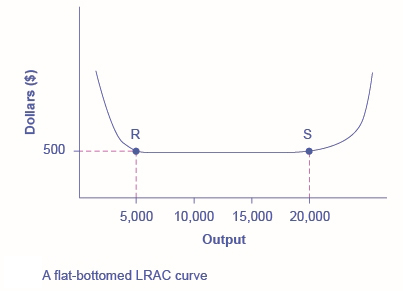 Dollars ($)
R
S
500
5,000 10,000 15,000 20,000
Output
A flat-bottomed LRAC curve